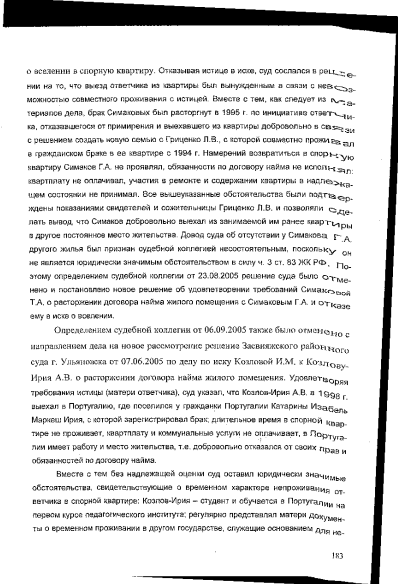 о вселении в спорную квартиру. Отказывая истице в иске, суд сослался в реше-
нии на то, что выезд ответчика из квартиры был вынужденным в связи с невоз-
можностью совместного проживания с истицей. Вместе с тем, как следует из ма-
териалов дела, брак Симаковых был расторгнут в 1995 г. по инициативе ответчи-
ка, отказавшегося от примирения и выехавшего из квартиры добровольно в связи
с решением создать новую семью с Гриценко Л.В., с которой совместно проживал
в гражданском браке в ее квартире с 1994 г. Намерений возвратиться в спорную
квартиру Симаков Г.А. не проявлял, обязанности по договору найма не исполнял:
квартплату не оплачивал, участия в ремонте и содержании квартиры в надлежа-
щем состоянии не принимал. Все вышеуказанные обстоятельства были подтвер-
ждены показаниями свидетелей и сожительницы Гриценко Л.В. и позволяли сде-
лать вывод, что Симаков добровольно выехал из занимаемой им ранее квартиры
в другое постоянное место жительства. Довод суда об отсутствии у Симакова Г.А.
другого жилья был признан судебной коллегией несостоятельным, поскольку он
не является юридически значимым обстоятельством в силу ч. 3 ст. 83 ЖК РФ. По-
этому определением судебной коллегии от 23.08.2005 решение суда было отме-
нено и постановлено новое решение об удовлетворении требований Симаковой
Т.А. о расторжении договора найма жилого помещения с Симаковым Г.А. и отказе
ему в иске о вселении.
Определением судебной коллегии от 06.09.2005 также было отменено с
направлением дела на новое рассмотрение решение Засвияжского районного
суда г. Ульяновска от 07.06.2005 по делу по иску Козловой И.М. к Козлову-
Ирия А.В. о расторжении договора найма жилого помещения. Удовлетворяя
требования истицы (матери ответчика), суд указал, что Козлов-Ирия А.В. в 1998 г.
выехал в Португалию, где поселился у гражданки Португалии Катарины Изабель
Маркеш Ирия, с которой зарегистрировал брак; длительное время в спорной квар-
тире не проживает, квартплату и коммунальные услуги не оплачивает, в Португа-
лии имеет работу и место жительства, т.е. добровольно отказался от своих прав и
обязанностей по договору найма.
Вместе с тем без надлежащей оценки суд оставил юридически значимые
обстоятельства, свидетельствующие о временном характере непроживания от-
ветчика в спорной квартире: Козлов-Ирия – студент и обучается в Португалии на
первом курсе педагогического института; регулярно представлял матери докумен-
ты о временном проживании в другом государстве, служащие основанием для не-
183